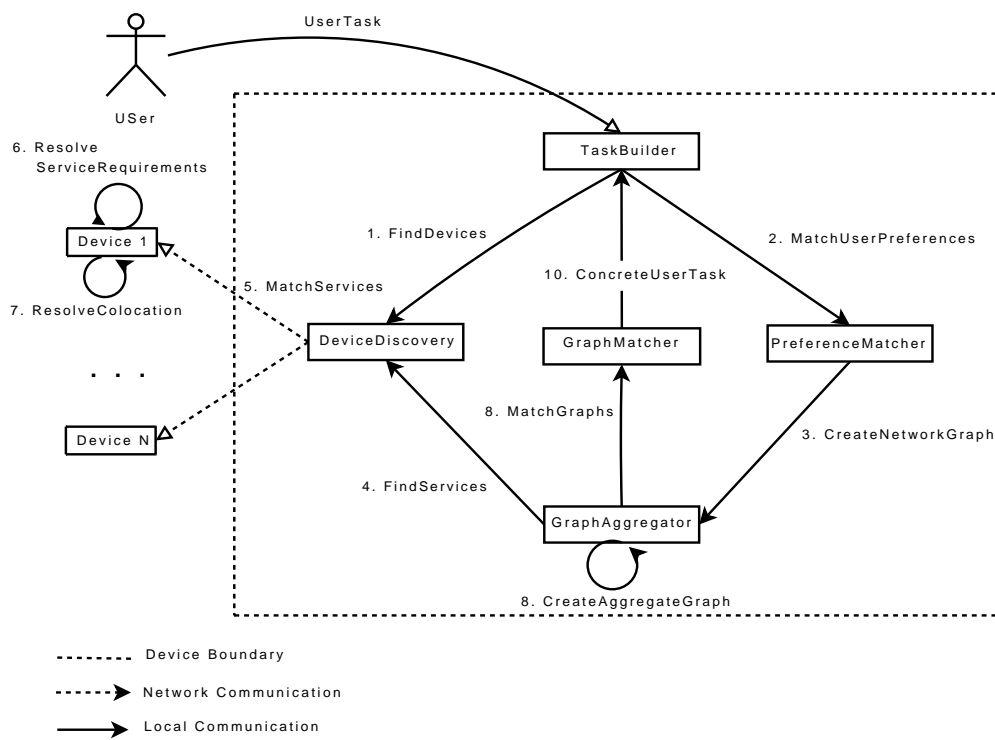 UserTask
USer
TaskBuilder
6. Resolve
ServiceRequirements
Device 1
7. ResolveColocation
1. FindDevices
2. MatchUserPreferences
10. ConcreteUserTask
5. MatchServices
DeviceDiscovery
GraphMatcher
PreferenceMatcher
. . .
8. MatchGraphs
Device N
3. CreateNetworkGraph
4. FindServices
GraphAggregator
8. CreateAggregateGraph
Device Boundary
Network Communication
Local Communication